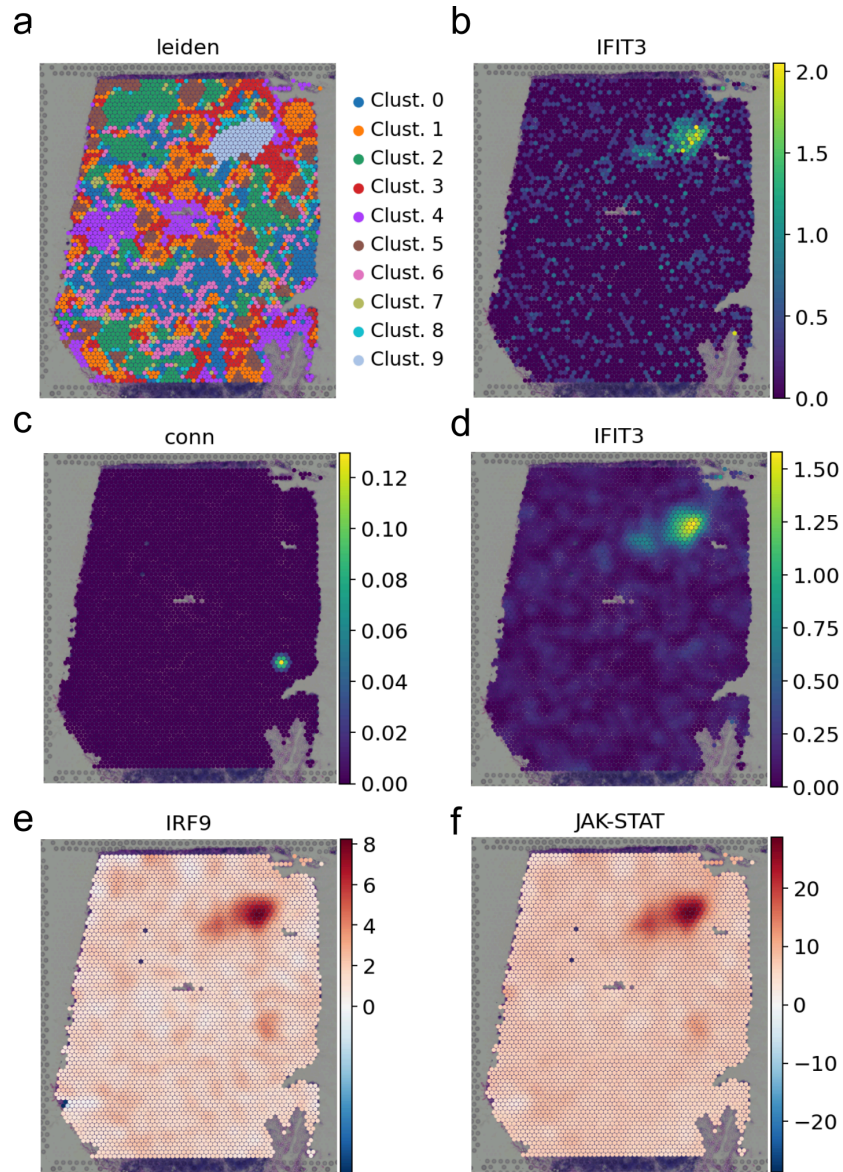 a
leiden
Clust. 0
Clust. 1
Clust. 2
Clust. 3
Clust. 4
Clust. 5
Clust. 6
Clust. 7
Clust. 8
Clust. 9
b
IFIT3
2.0
1.5
1.0
0.5
0.0
c
conn
0.12
0.10
0.08
0.06
0.04
0.02
0.00
d
IFIT3
1.50
1.25
1.00
0.75
0.50
0.25
0.00
e
IRF9
8
6
4
2
0
f
JAK-STAT
20
10
0
−10
−20